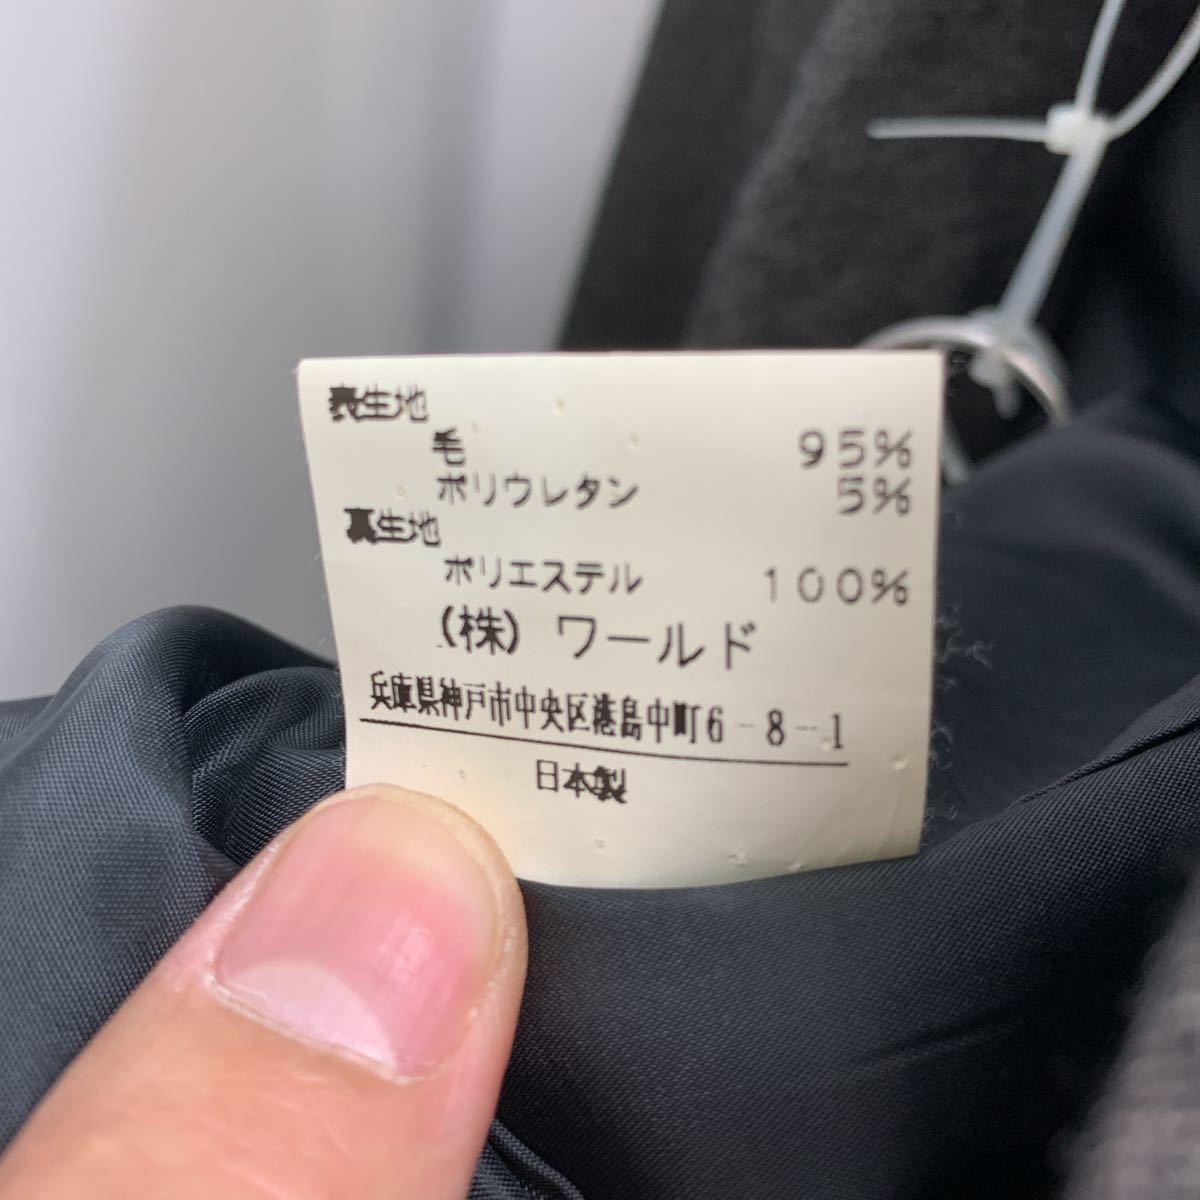 表生地
毛 95%
ポリウレタン 5%
裏生地
ポリエステル 100%
(株) ワールド
兵庫県神戸市中央区港島中町6-8-1
日本製